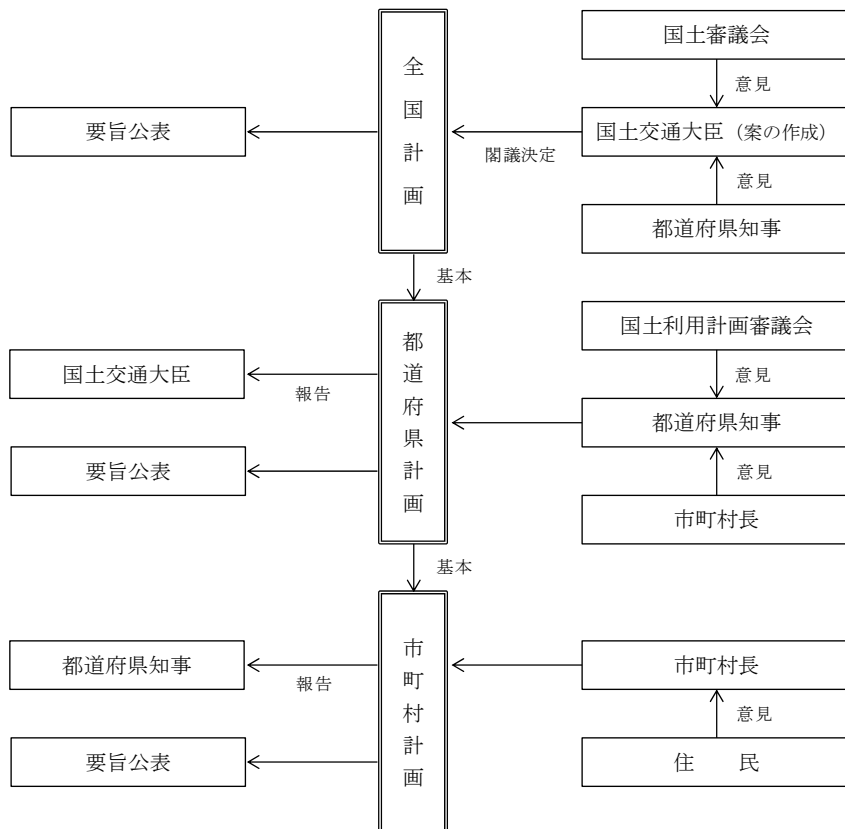 国土審議会
意見
全国計画
要旨公表
国土交通大臣（案の作成）
閣議決定
意見
都道府県知事
基本
国土利用計画審議会
都道府県計画
国土交通大臣
報告
意見
都道府県知事
要旨公表
意見
市町村長
基本
市町村計画
都道府県知事
報告
市町村長
意見
要旨公表
住　　民